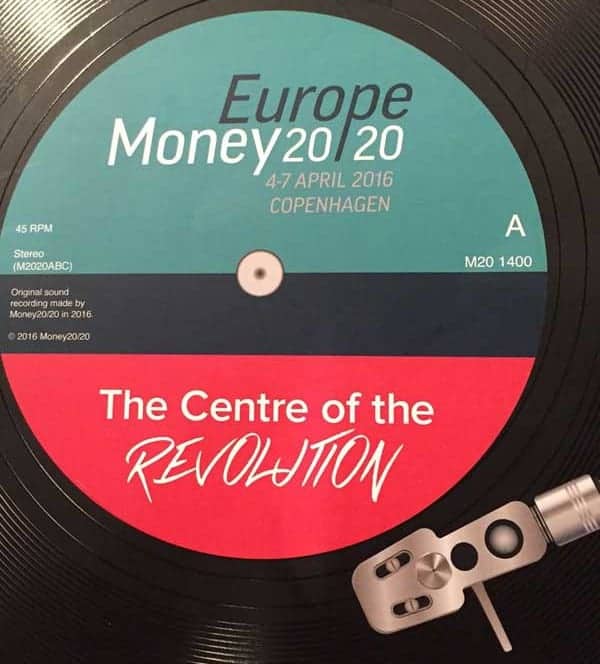 Europe
Money20/20
4-7 APRIL 2016
COPENHAGEN
45 RPM
A
Stereo
(M2020ABC)
M20 1400
Original sound
recording made by
Money20/20 in 2016.
© 2016 Money20/20
The Centre of the
REVOLUTION